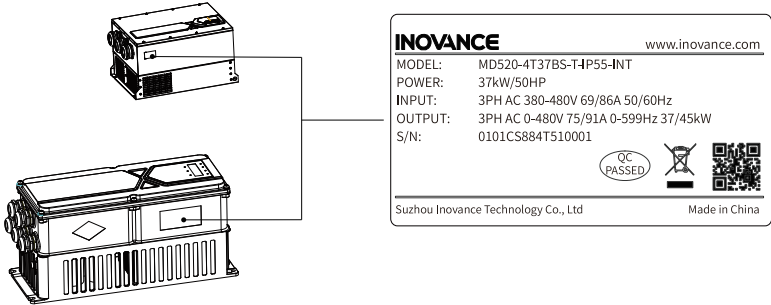 INOVANCE www.inovance.com
MODEL: MD520-4T37BS-T-IP55-INT
POWER: 37kW/50HP
INPUT: 3PH AC 380-480V 69/86A 50/60Hz
OUTPUT: 3PH AC 0-480V 75/91A 0-599Hz 37/45kW
S/N: 0101CS884T510001
QC
PASSED
Suzhou Inovance Technology Co., Ltd Made in China